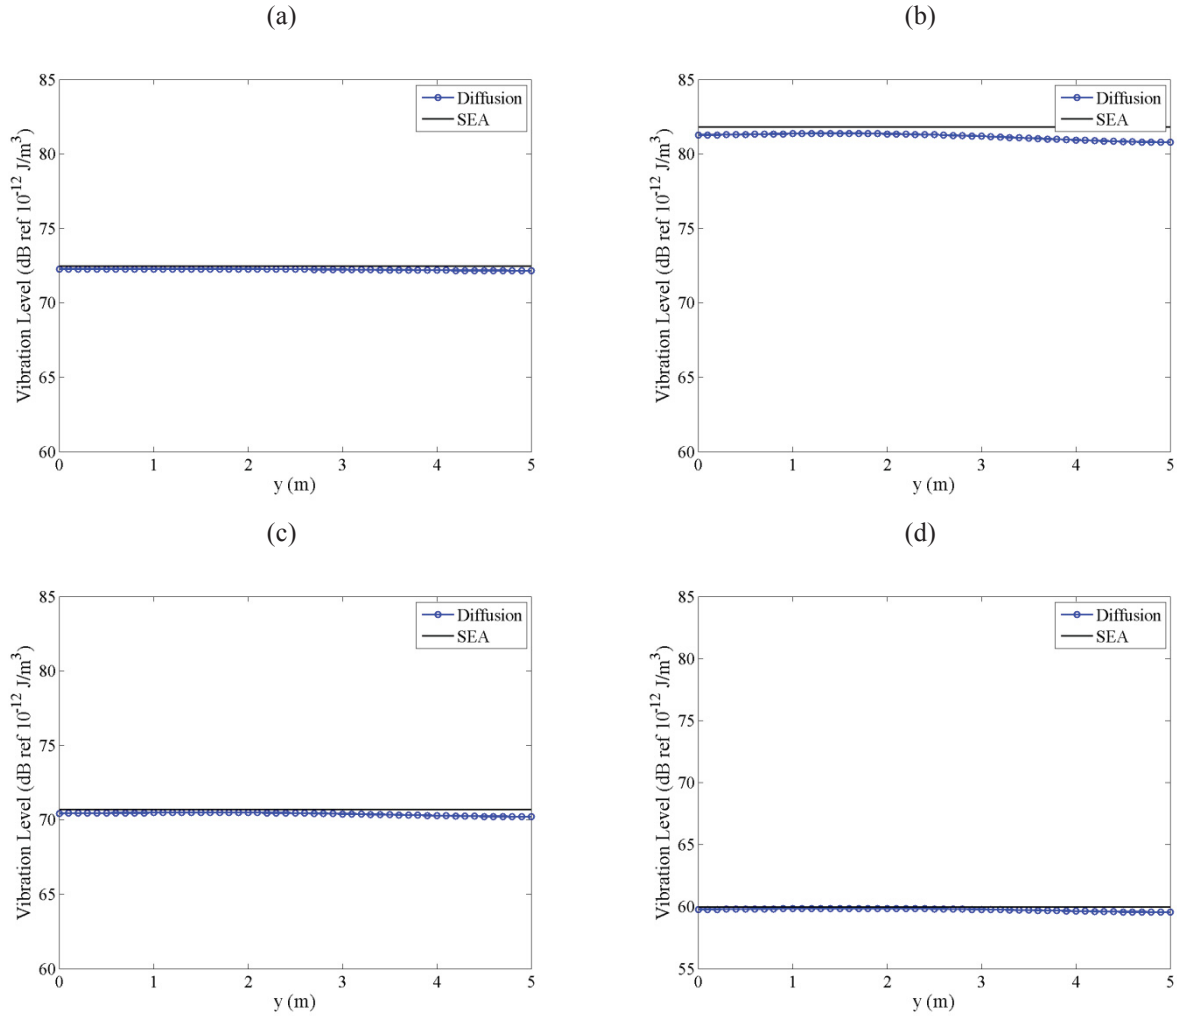 (a)
(b)
85
80
75
70
65
60
0
1
2
3
4
5
y (m)
Vibration Level (dB ref 10⁻¹² J/m³)
Diffusion
SEA
85
80
75
70
65
60
0
1
2
3
4
5
y (m)
Vibration Level (dB ref 10⁻¹² J/m³)
Diffusion
SEA
(c)
(d)
85
80
75
70
65
60
0
1
2
3
4
5
y (m)
Vibration Level (dB ref 10⁻¹² J/m³)
Diffusion
SEA
85
80
75
70
65
60
55
0
1
2
3
4
5
y (m)
Vibration Level (dB ref 10⁻¹² J/m³)
Diffusion
SEA